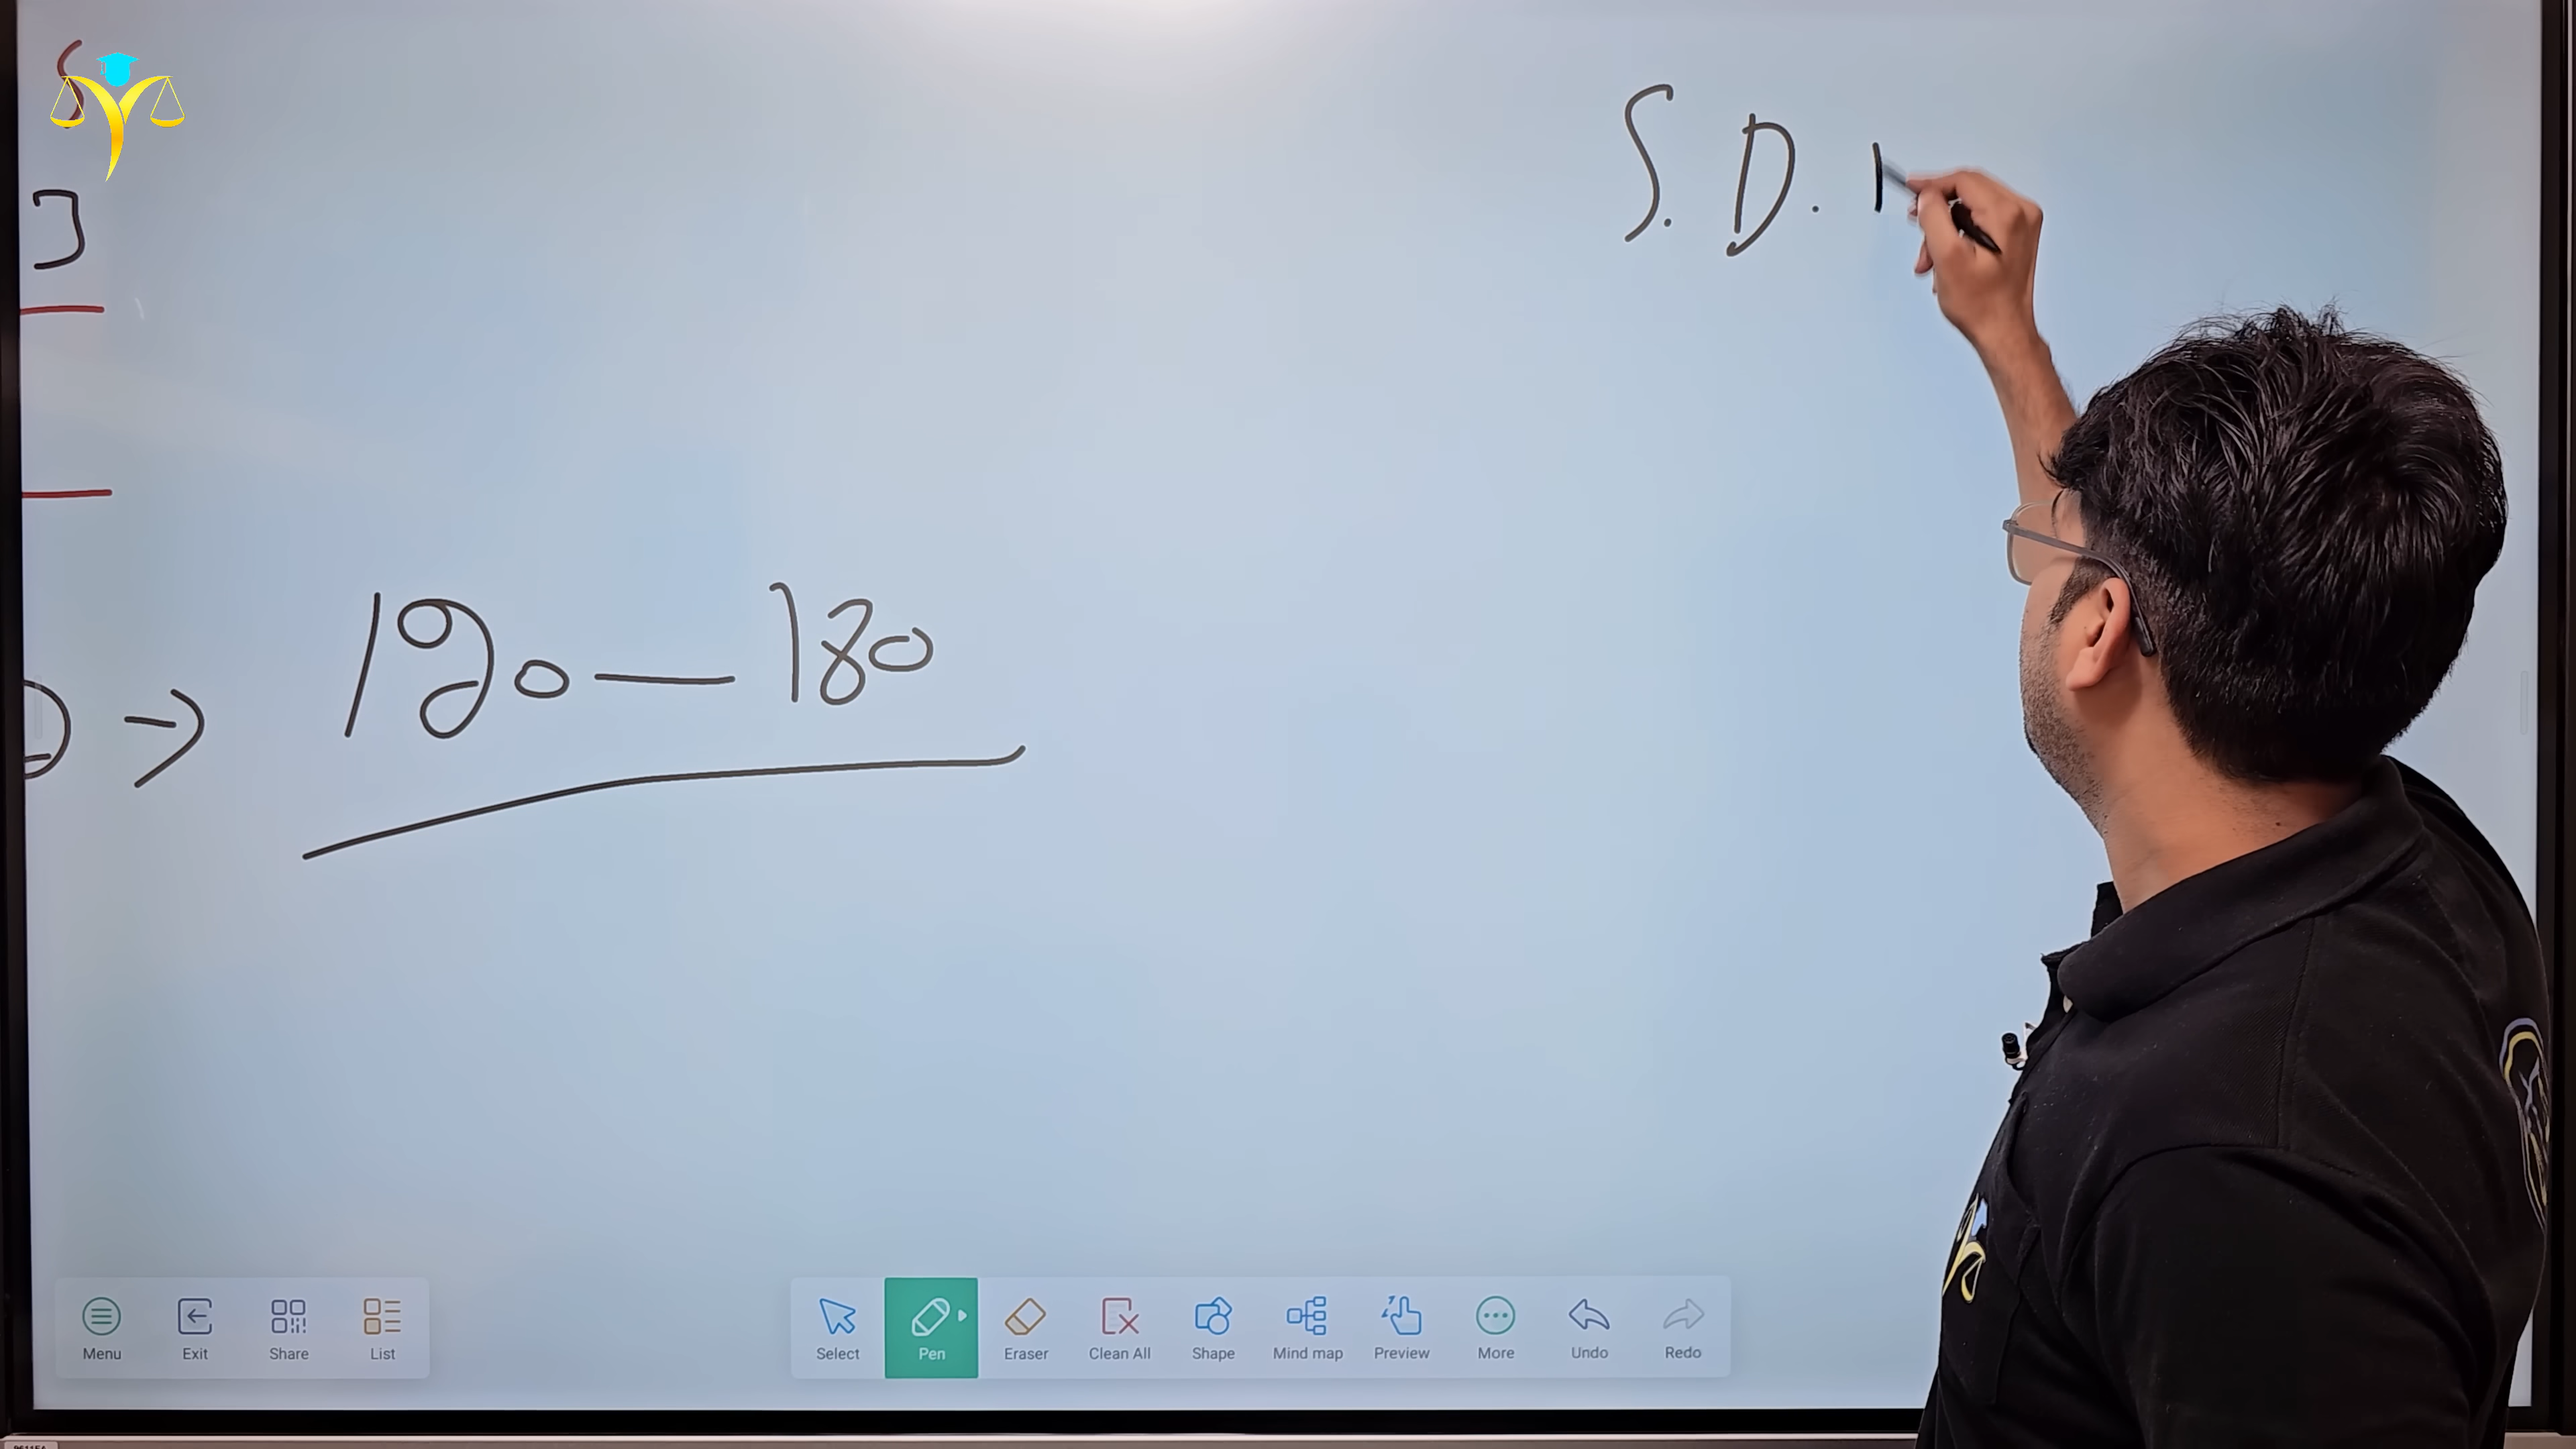 S. D. I
]
→ 120 — 180
Menu Exit Share List
Select Pen Eraser Clean All Shape Mind map Preview More Undo Redo